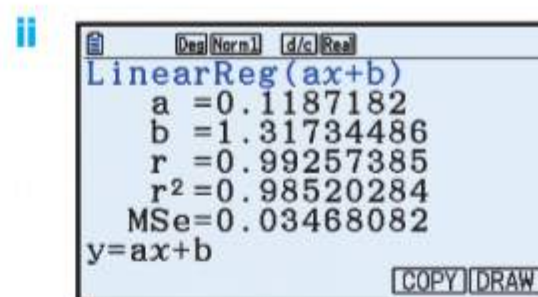 ii
Deg Norm1 d/c Real
LinearReg(ax+b)
a =0.1187182
b =1.31734486
r =0.99257385
r²=0.98520284
MSe=0.03468082
y=ax+b
COPY DRAW